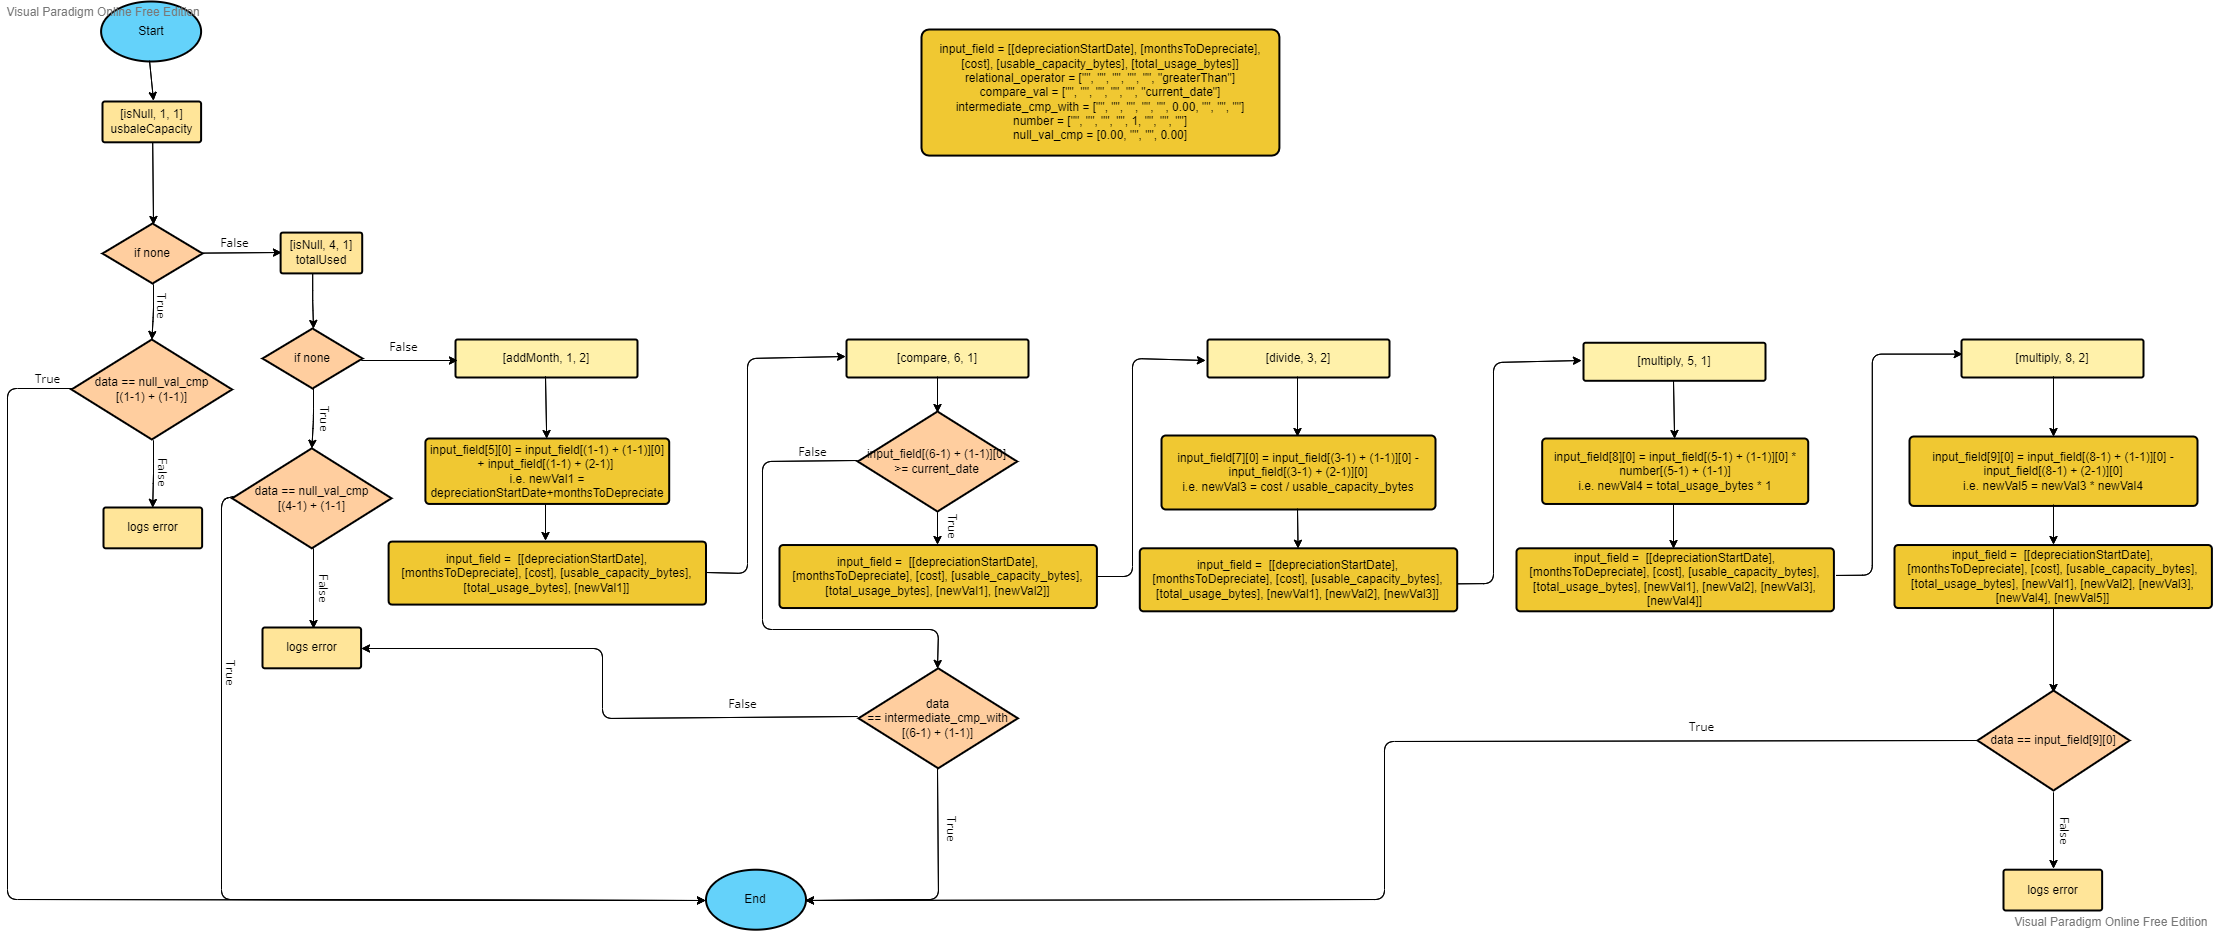 Visual Paradigm Online Free Edition
Start
input_field = [[depreciationStartDate], [monthsToDepreciate],
[cost], [usable_capacity_bytes], [total_usage_bytes]]
relational_operator = ["", "", "", "", "", "greaterThan"]
compare_val = ["", "", "", "", "", "current_date"]
intermediate_cmp_with = ["", "", "", "", "", 0.00, "", "", ""]
number = ["", "", "", "", 1, "", "", ""]
null_val_cmp = [0.00, "", "", 0.00]
[isNull, 1, 1]
usbaleCapacity
if none
False
True
[isNull, 4, 1]
totalUsed
if none
False
True
data == null_val_cmp
[(1-1) + (1-1)]
True
False
logs error
data == null_val_cmp
[(4-1) + (1-1]
True
False
logs error
[addMonth, 1, 2]
input_field[5][0] = input_field[(1-1) + (1-1)][0]
+ input_field[(1-1) + (2-1)]
i.e. newVal1 =
depreciationStartDate+monthsToDepreciate
input_field =  [[depreciationStartDate],
[monthsToDepreciate], [cost], [usable_capacity_bytes],
[total_usage_bytes], [newVal1]]
[compare, 6, 1]
input_field[(6-1) + (1-1)][0]
>= current_date
False
True
input_field =  [[depreciationStartDate],
[monthsToDepreciate], [cost], [usable_capacity_bytes],
[total_usage_bytes], [newVal1], [newVal2]]
data
== intermediate_cmp_with
[(6-1) + (1-1)]
False
True
[divide, 3, 2]
input_field[7][0] = input_field[(3-1) + (1-1)][0] -
input_field[(3-1) + (2-1)][0]
i.e. newVal3 = cost / usable_capacity_bytes
input_field =  [[depreciationStartDate],
[monthsToDepreciate], [cost], [usable_capacity_bytes],
[total_usage_bytes], [newVal1], [newVal2], [newVal3]]
[multiply, 5, 1]
input_field[8][0] = input_field[(5-1) + (1-1)][0] *
number[(5-1) + (1-1)]
i.e. newVal4 = total_usage_bytes * 1
input_field =  [[depreciationStartDate],
[monthsToDepreciate], [cost], [usable_capacity_bytes],
[total_usage_bytes], [newVal1], [newVal2], [newVal3],
[newVal4]]
[multiply, 8, 2]
input_field[9][0] = input_field[(8-1) + (1-1)][0] -
input_field[(8-1) + (2-1)][0]
i.e. newVal5 = newVal3 * newVal4
input_field =  [[depreciationStartDate],
[monthsToDepreciate], [cost], [usable_capacity_bytes],
[total_usage_bytes], [newVal1], [newVal2], [newVal3],
[newVal4], [newVal5]]
data == input_field[9][0]
True
False
logs error
End
Visual Paradigm Online Free Edition